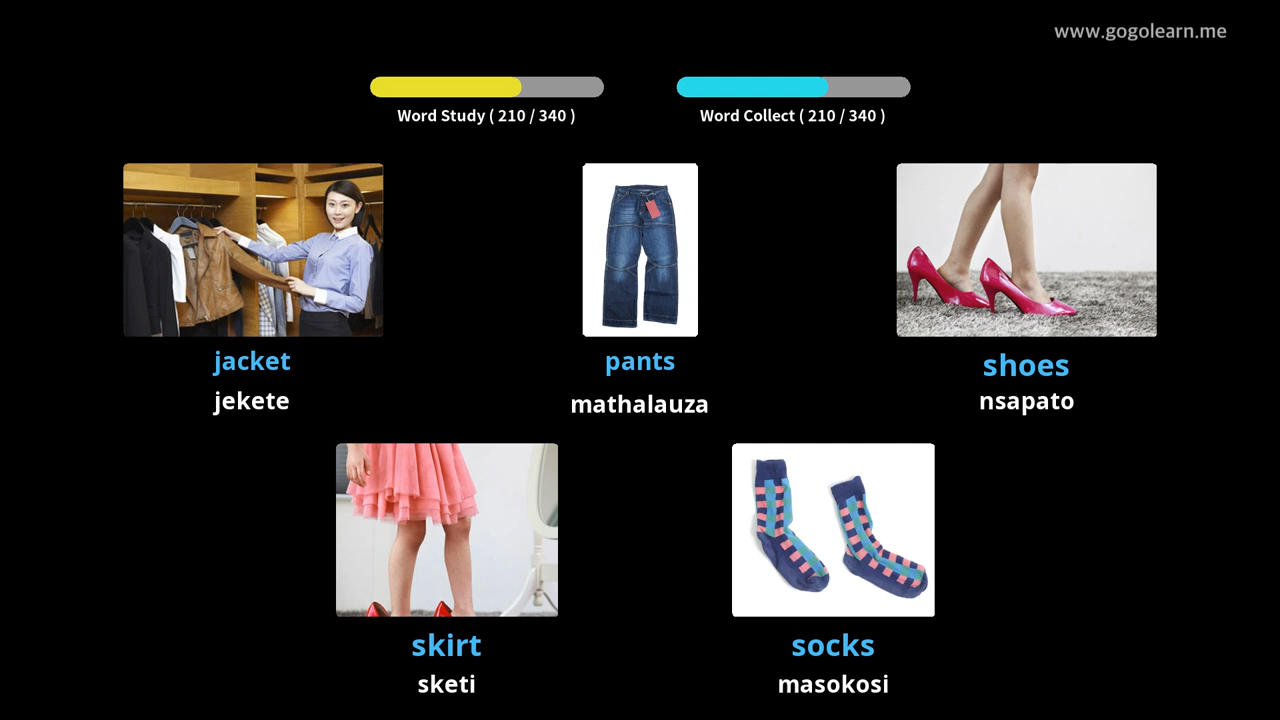 www.gogolearn.me
Word Study ( 210 / 340 )
Word Collect ( 210 / 340 )
jacket
jekete
pants
mathalauza
shoes
nsapato
skirt
sketi
socks
masokosi